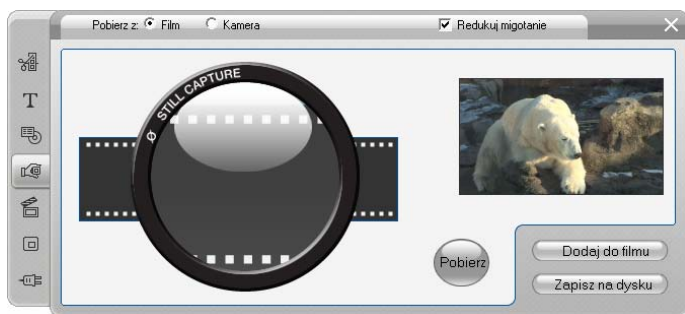 Pobierz z: Film Kamera Redukuj migotanie
Ø STILL CAPTURE
T
Pobierz
Dodaj do filmu
Zapisz na dysku